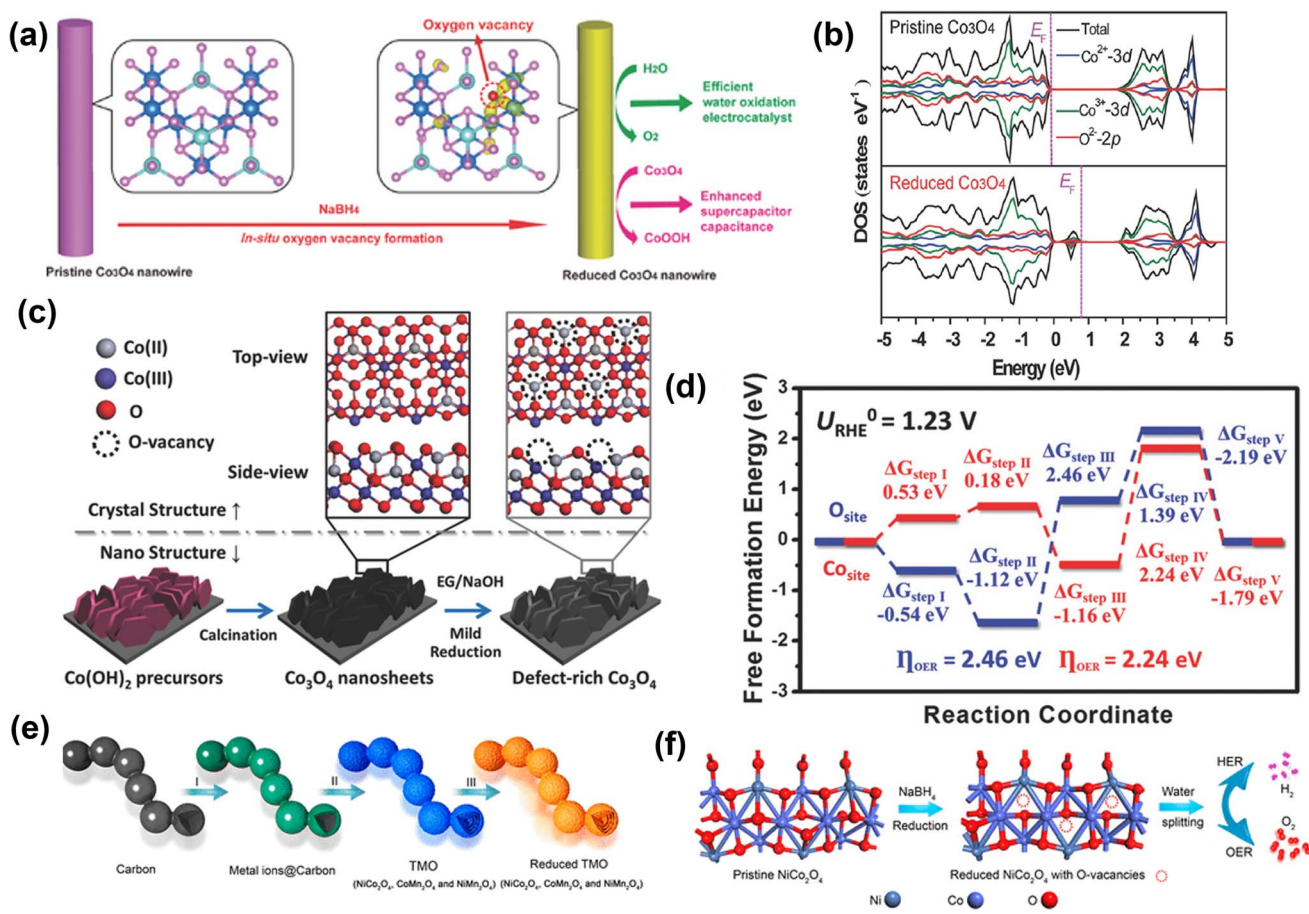 (a)
Oxygen vacancy
H2O
Efficient
water oxidation
electrocatalyst
O2
Co3O4
Enhanced
supercapacitor
capacitance
CoOOH
NaBH4
In-situ oxygen vacancy formation
Pristine Co3O4 nanowire
Reduced Co3O4 nanowire
(b)
Pristine Co3O4
EF
Total
Co2+-3d
Co3+-3d
O2--2p
Reduced Co3O4
EF
DOS (states eV-1)
-5 -4 -3 -2 -1 0 1 2 3 4 5
Energy (eV)
(c)
Co(II)
Co(III)
O
O-vacancy
Top-view
Side-view
Crystal Structure ↑
Nano Structure ↓
Calcination
EG/NaOH
Mild
Reduction
Co(OH)2 precursors
Co3O4 nanosheets
Defect-rich Co3O4
(d)
3
2
1
0
-1
-2
-3
Free Formation Energy (eV)
URHE0 = 1.23 V
ΔGstep I
0.53 eV
ΔGstep II
0.18 eV
ΔGstep III
2.46 eV
ΔGstep V
-2.19 eV
ΔGstep IV
1.39 eV
Osite
Cosite
ΔGstep I
-0.54 eV
ΔGstep II
-1.12 eV
ΔGstep III
-1.16 eV
ΔGstep IV
2.24 eV
ΔGstep V
-1.79 eV
ηOER = 2.46 eV
ηOER = 2.24 eV
Reaction Coordinate
(e)
I
II
III
Carbon
Metal ions@Carbon
TMO
(NiCo2O4, CoMn2O4 and NiMn2O4)
Reduced TMO
(NiCo2O4, CoMn2O4 and NiMn2O4)
(f)
NaBH4
Reduction
Water
splitting
HER
H2
O2
OER
Pristine NiCo2O4
Reduced NiCo2O4 with O-vacancies
Ni
Co
O